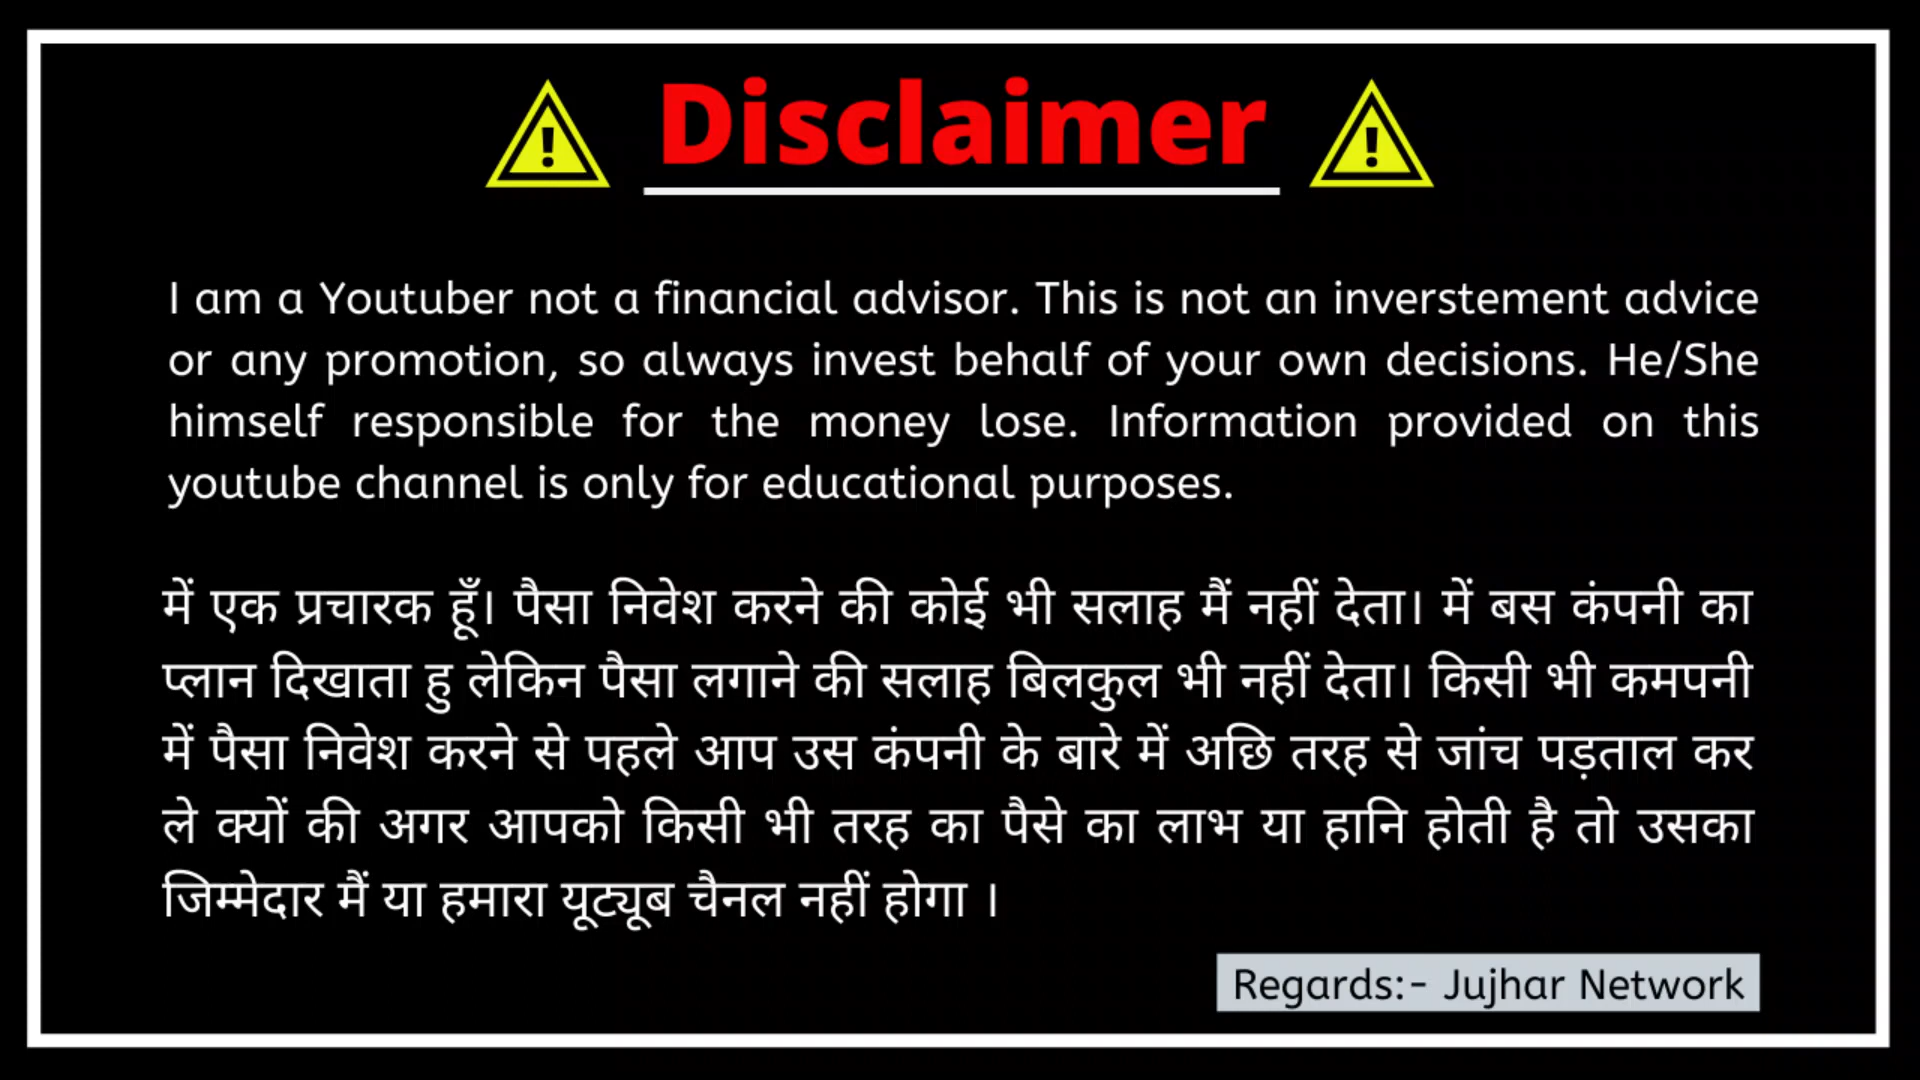 Disclaimer
I am a Youtuber not a financial advisor. This is not an inverstement advice
or any promotion, so always invest behalf of your own decisions. He/She
himself responsible for the money lose. Information provided on this
youtube channel is only for educational purposes.
में एक प्रचारक हूँ। पैसा निवेश करने की कोई भी सलाह मैं नहीं देता। में बस कंपनी का
प्लान दिखाता हु लेकिन पैसा लगाने की सलाह बिलकुल भी नहीं देता। किसी भी कमपनी
में पैसा निवेश करने से पहले आप उस कंपनी के बारे में अछि तरह से जांच पड़ताल कर
ले क्यों की अगर आपको किसी भी तरह का पैसे का लाभ या हानि होती है तो उसका
जिम्मेदार मैं या हमारा यूट्यूब चैनल नहीं होगा ।
Regards:- Jujhar Network